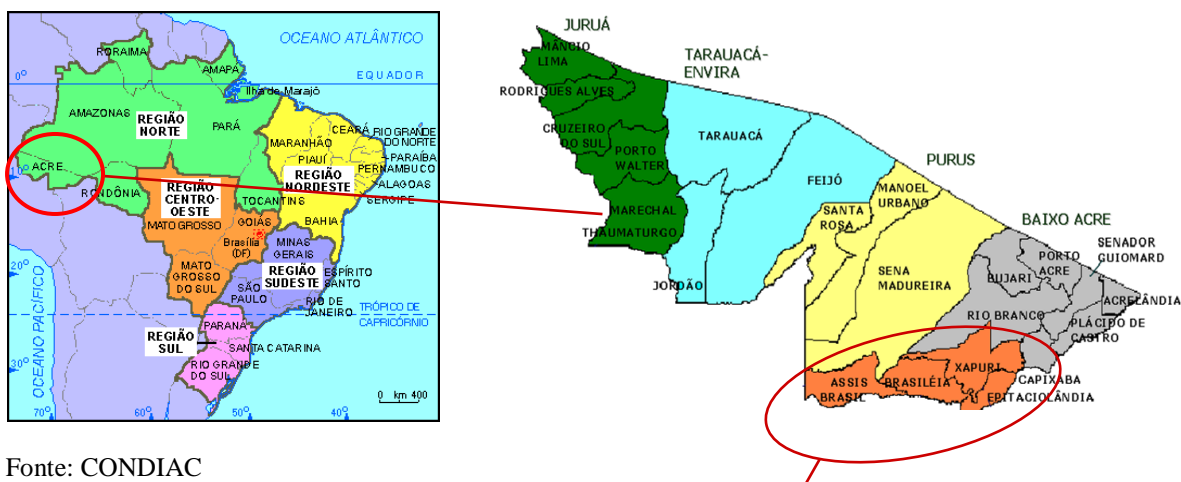 OCEANO ATLÂNTICO
RORAIMA
AMAPÁ
0°
EQUADOR
Ilha de Marajó
AMAZONAS
REGIÃO
NORTE
PARÁ
CEARÁ
RIO GRANDE
DO NORTE
MARANHÃO
PIAUÍ
PARAÍBA
PERNAMBUCO
ACRE
10°
REGIÃO
NORDESTE
ALAGOAS
SERGIPE
RONDÔNIA
REGIÃO
CENTRO-
OESTE
TOCANTINS
BAHIA
MATO GROSSO
GOIÁS
Brasília
(DF)
MINAS
GERAIS
20°
MATO
GROSSO
DO SUL
REGIÃO
SUDESTE
ESPÍRITO
SANTO
SÃO
PAULO
RIO DE
JANEIRO
TRÓPICO DE
CAPRICÓRNIO
OCEANO PACÍFICO
PARANÁ
REGIÃO
SUL
SANTA CATARINA
RIO GRANDE
DO SUL
30°
0 km 400
70°
60°
50°
40°
JURUÁ
MÂNCIO
LIMA
TARAUACÁ-
ENVIRA
RODRIGUES ALVES
CRUZEIRO
DO SUL
PORTO
WALTER
TARAUACÁ
PURUS
FEIJÓ
MANOEL
URBANO
MARECHAL
THAUMATURGO
SANTA
ROSA
BAIXO ACRE
SENADOR
GUIOMARD
PORTO
ACRE
BUJARI
JORDÃO
SENA
MADUREIRA
ACRELÂNDIA
RIO BRANCO
PLÁCIDO DE
CASTRO
XAPURI
CAPIXABA
ASSIS
BRASIL
BRASILÉIA
EPITACIOLÂNDIA
Fonte: CONDIAC